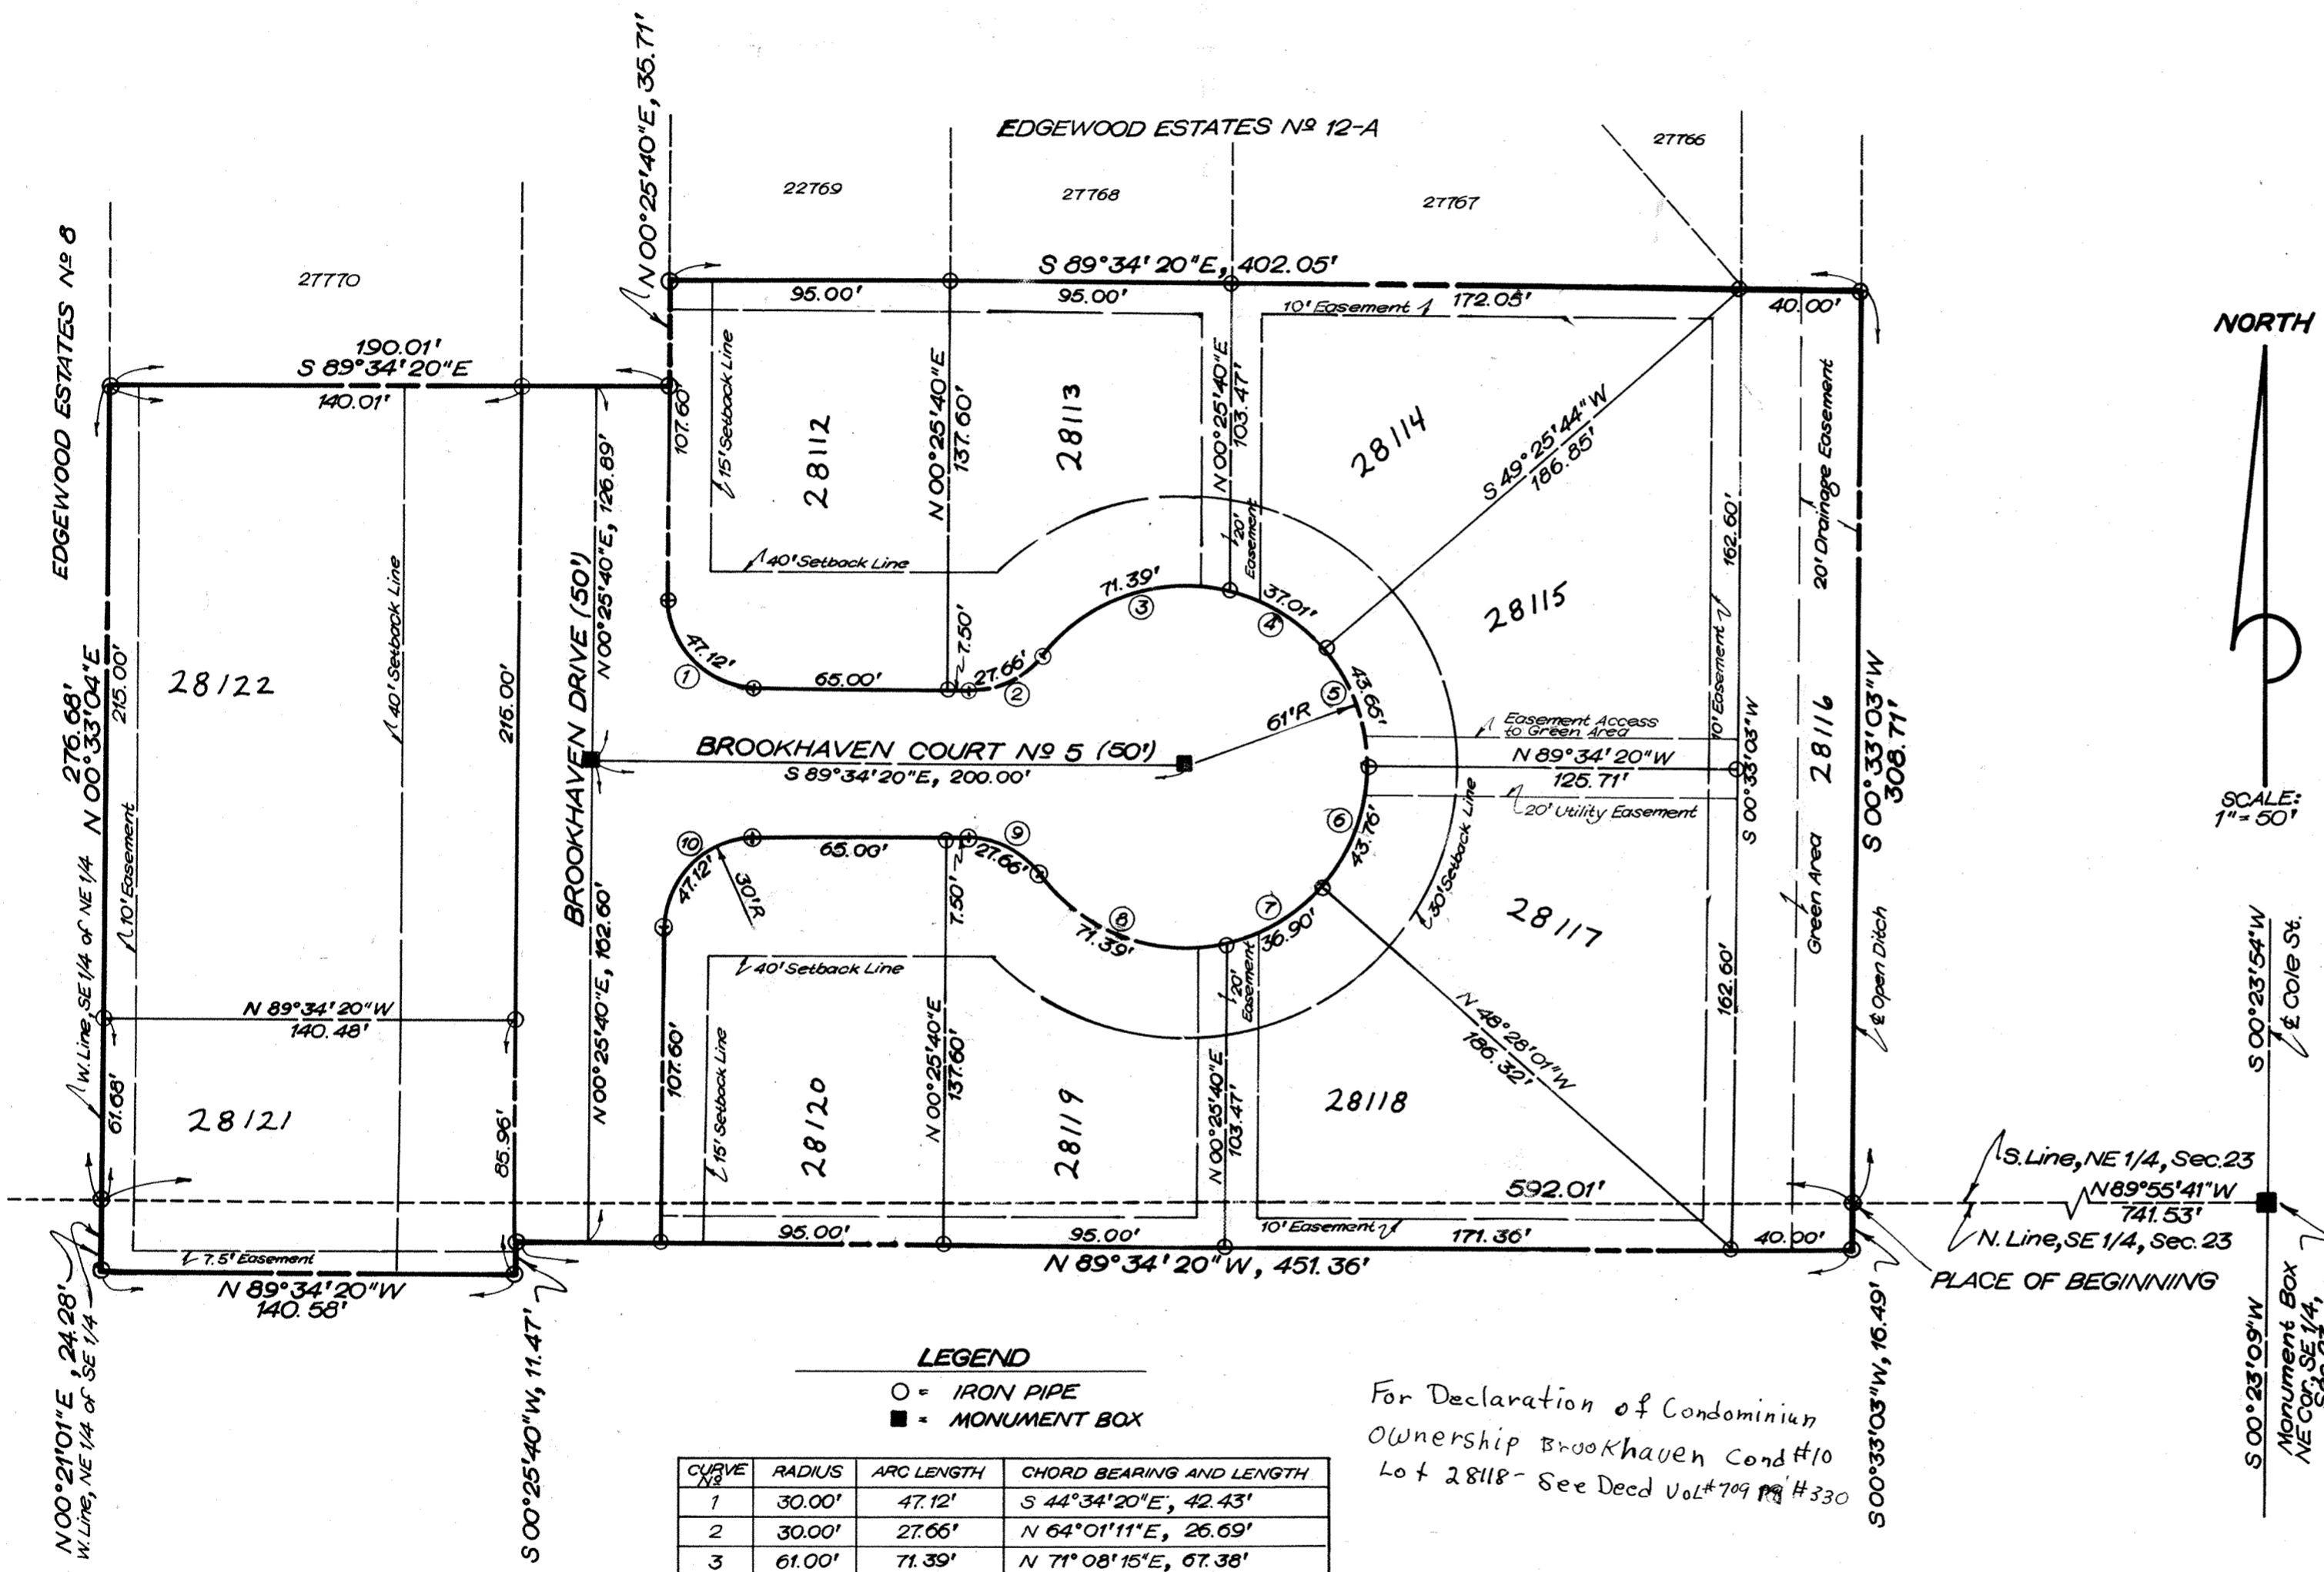 EDGEWOOD ESTATES Nº 12-A
N 00°25'40"E, 35.71'
22769
27768
27767
27766
27770
EDGEWOOD ESTATES Nº 8
S 89°34'20"E, 402.05'
95.00'
95.00'
10' Easement
172.05'
40.00'
190.01'
S 89°34'20"E
140.01'
107.60'
15' Setback Line
28112
N 00°25'40"E
137.60'
28113
N 00°25'40"E
103.47'
20'
Easement
28114
S 49°25'44"W
186.85'
162.60'
20' Drainage Easement
NORTH
SCALE:
1"= 50'
276.68'
N 00°33'04"E
215.00'
28122
40' Setback Line
215.00'
BROOKHAVEN DRIVE (50')
N 00°25'40"E, 126.89'
40' Setback Line
47.12'
1
65.00'
7.50'
27.66'
2
71.39'
3
37.01'
4
43.65'
5
28115
10' Easement
S 00°33'03"W
28116
Green Area
S 00°33'03"W
308.71'
61'R
BROOKHAVEN COURT Nº 5 (50')
S 89°34'20"E, 200.00'
Easement Access
to Green Area
N 89°34'20"W
125.71'
20' Utility Easement
6
43.76'
30' Setback Line
W. Line, SE 1/4 of NE 1/4
10' Easement
10
47.12'
30'R
65.00'
7.50'
9
27.66'
8
71.39'
7
36.90'
20'
Easement
28117
162.60'
₵ Open Ditch
S 00°23'54"W
₵ Cole St.
N 00°25'40"E, 162.60'
40' Setback Line
N 89°34'20"W
140.48'
61.68'
28121
85.96'
107.60'
15' Setback Line
28120
N 00°25'40"E
137.60'
28119
N 00°25'40"E
103.47'
28118
N 48°28'01"W
186.32'
592.01'
S. Line, NE 1/4, Sec. 23
N 89°55'41"W
741.53'
N. Line, SE 1/4, Sec. 23
PLACE OF BEGINNING
7.5' Easement
N 89°34'20"W
140.58'
95.00'
95.00'
10' Easement
171.36'
40.00'
N 89°34'20"W, 451.36'
N 00°21'01"E, 24.28'
W. Line, NE 1/4 of SE 1/4
S 00°25'40"W, 11.47'
S 00°33'03"W, 16.49'
S 00°23'09"W
Monument Box
NE Cor., SE 1/4,
LEGEND
= IRON PIPE
= MONUMENT BOX
For Declaration of Condominiun
Ownership Brookhaven Cond #10
Lot 28118 - See Deed Vol #709 pg #330
CURVE Nº RADIUS ARC LENGTH CHORD BEARING AND LENGTH
1 30.00' 47.12' S 44°34'20"E, 42.43'
2 30.00' 27.66' N 64°01'11"E, 26.69'
3 61.00' 71.39' N 71°08'15"E, 67.38'